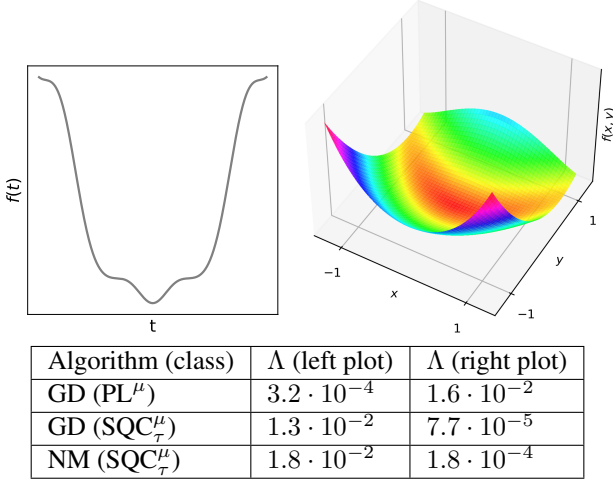 f(t)
t
f(x, y)
−1
x
1
−1
y
1
Algorithm (class) Λ (left plot) Λ (right plot)
GD (PL^μ) 3.2 · 10^−4 1.6 · 10^−2
GD (SQC^μ_τ) 1.3 · 10^−2 7.7 · 10^−5
NM (SQC^μ_τ) 1.8 · 10^−2 1.8 · 10^−4